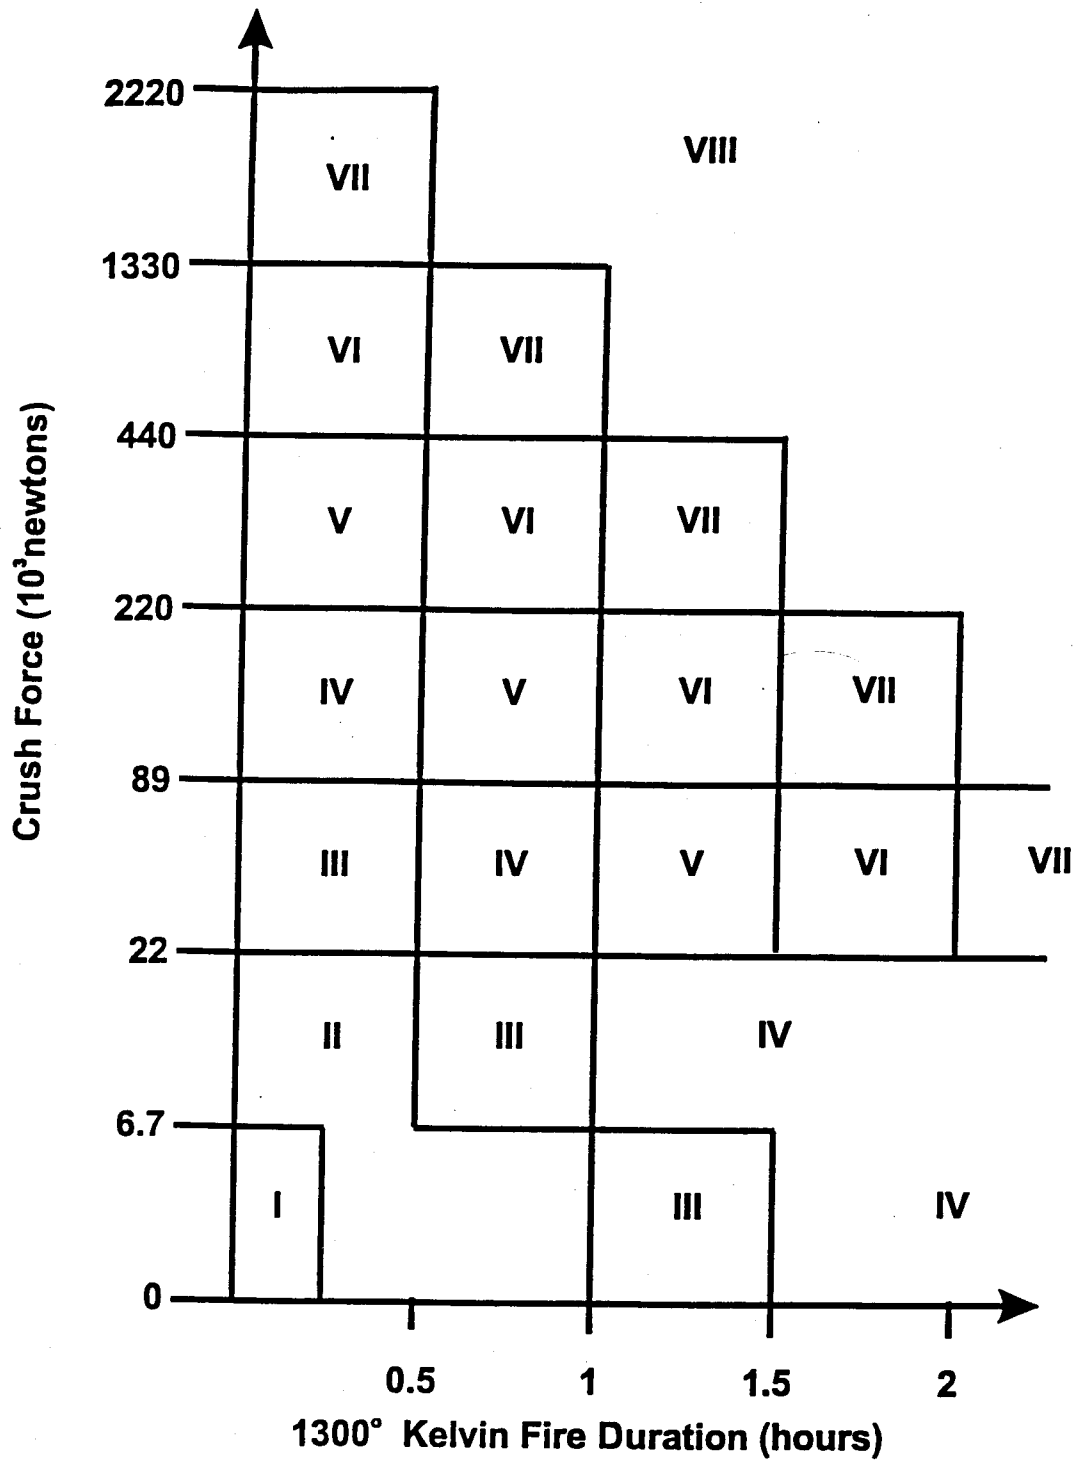 2220
VII
VIII
1330
VI
VII
440
V
VI
VII
220
IV
V
VI
VII
89
III
IV
V
VI
VII
22
II
III
IV
6.7
I
III
IV
0
0.5
1
1.5
2
1300° Kelvin Fire Duration (hours)
Crush Force (10³newtons)